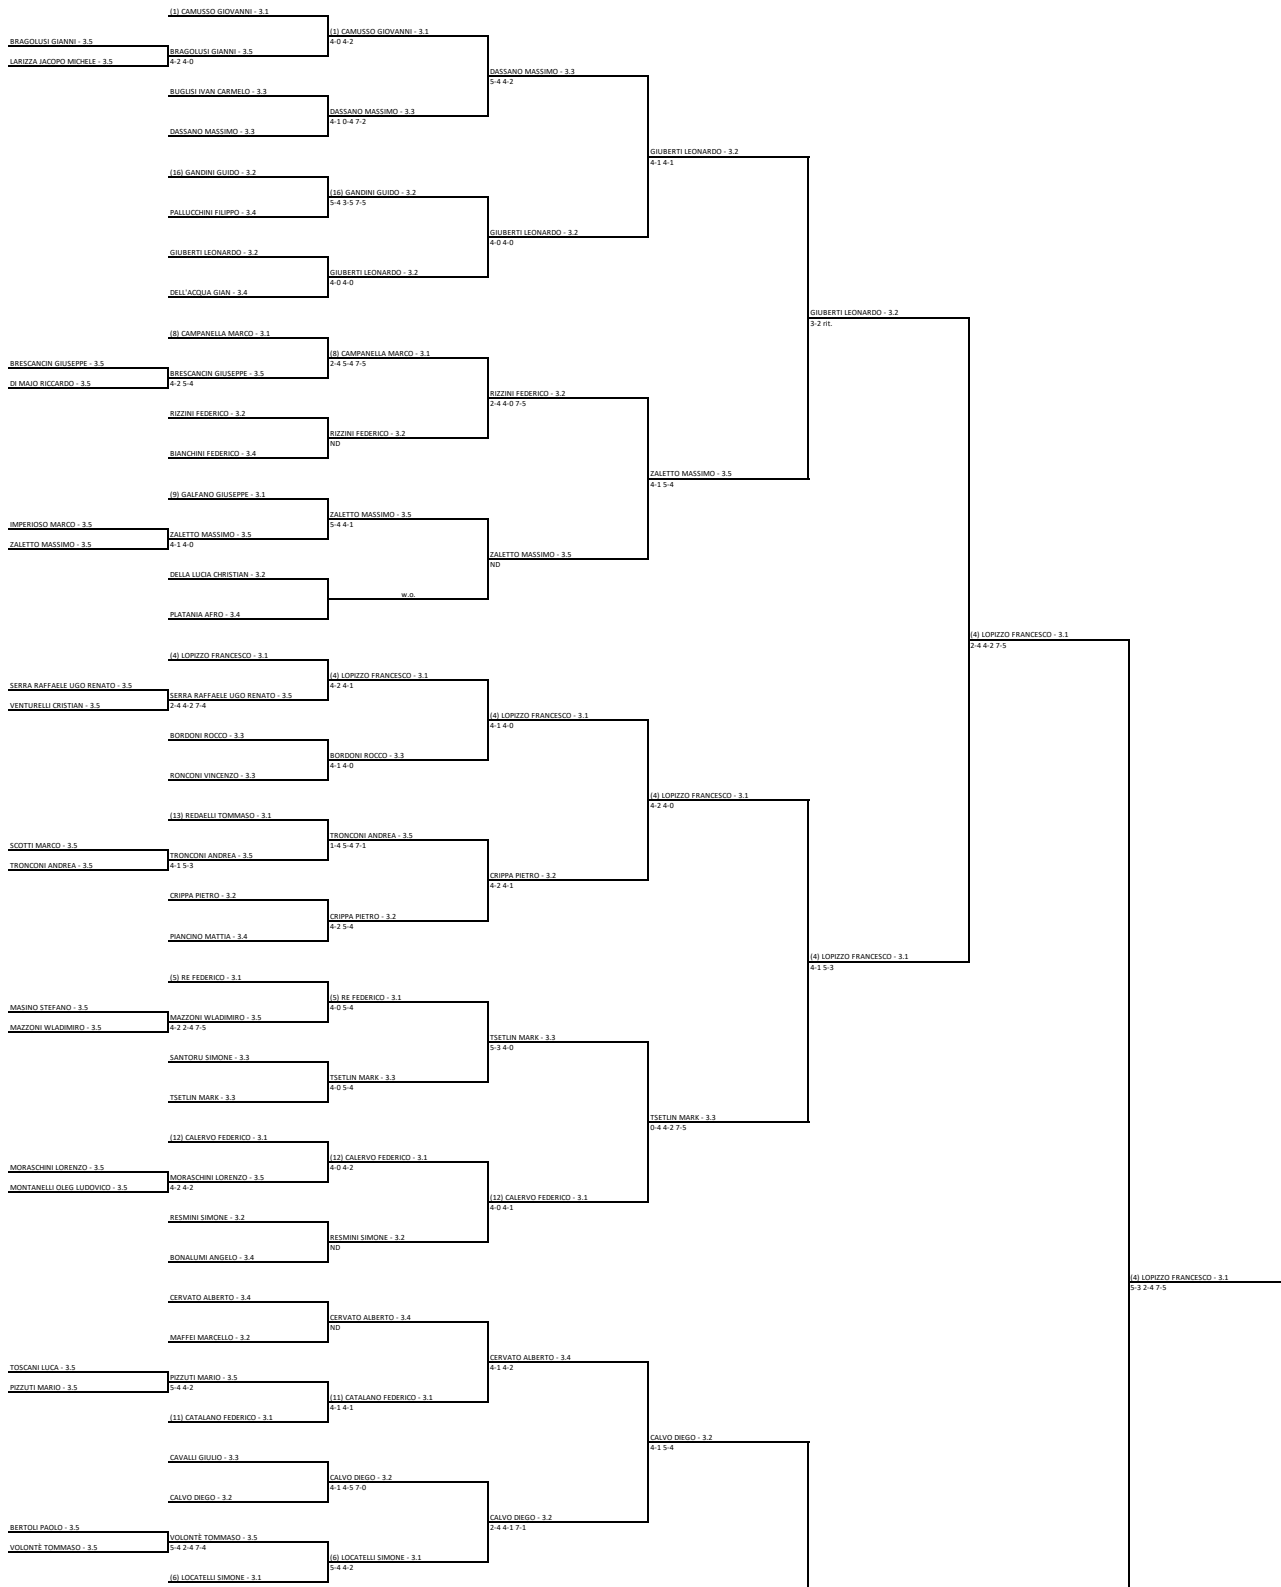 (1) CAMUSSO GIOVANNI - 3.1
(1) CAMUSSO GIOVANNI - 3.1
BRAGOLUSI GIANNI - 3.5
4-0 4-2
BRAGOLUSI GIANNI - 3.5
LARIZZA JACOPO MICHELE - 3.5
4-2 4-0
DASSANO MASSIMO - 3.3
5-4 4-2
BUGLISI IVAN CARMELO - 3.3
DASSANO MASSIMO - 3.3
4-1 0-4 7-2
DASSANO MASSIMO - 3.3
GIUBERTI LEONARDO - 3.2
4-1 4-1
(16) GANDINI GUIDO - 3.2
(16) GANDINI GUIDO - 3.2
5-4 3-5 7-5
PALLUCCHINI FILIPPO - 3.4
GIUBERTI LEONARDO - 3.2
4-0 4-0
GIUBERTI LEONARDO - 3.2
GIUBERTI LEONARDO - 3.2
4-0 4-0
DELL'ACQUA GIAN - 3.4
GIUBERTI LEONARDO - 3.2
3-2 rit.
(8) CAMPANELLA MARCO - 3.1
(8) CAMPANELLA MARCO - 3.1
2-4 5-4 7-5
BRESCANCIN GIUSEPPE - 3.5
BRESCANCIN GIUSEPPE - 3.5
DI MAJO RICCARDO - 3.5
4-2 5-4
RIZZINI FEDERICO - 3.2
2-4 4-0 7-5
RIZZINI FEDERICO - 3.2
RIZZINI FEDERICO - 3.2
ND
BIANCHINI FEDERICO - 3.4
ZALETTO MASSIMO - 3.5
4-1 5-4
(9) GALFANO GIUSEPPE - 3.1
ZALETTO MASSIMO - 3.5
5-4 4-1
IMPERIOSO MARCO - 3.5
ZALETTO MASSIMO - 3.5
ZALETTO MASSIMO - 3.5
4-1 4-0
ZALETTO MASSIMO - 3.5
ND
DELLA LUCIA CHRISTIAN - 3.2
w.o.
PLATANIA AFRO - 3.4
(4) LOPIZZO FRANCESCO - 3.1
2-4 4-2 7-5
(4) LOPIZZO FRANCESCO - 3.1
(4) LOPIZZO FRANCESCO - 3.1
4-2 4-1
SERRA RAFFAELE UGO RENATO - 3.5
SERRA RAFFAELE UGO RENATO - 3.5
VENTURELLI CRISTIAN - 3.5
2-4 4-2 7-4
(4) LOPIZZO FRANCESCO - 3.1
4-1 4-0
BORDONI ROCCO - 3.3
BORDONI ROCCO - 3.3
4-1 4-0
RONCONI VINCENZO - 3.3
(4) LOPIZZO FRANCESCO - 3.1
4-2 4-0
(13) REDAELLI TOMMASO - 3.1
TRONCONI ANDREA - 3.5
1-4 5-4 7-1
SCOTTI MARCO - 3.5
TRONCONI ANDREA - 3.5
TRONCONI ANDREA - 3.5
4-1 5-3
CRIPPA PIETRO - 3.2
4-2 4-1
CRIPPA PIETRO - 3.2
CRIPPA PIETRO - 3.2
4-2 5-4
PIANCINO MATTIA - 3.4
(4) LOPIZZO FRANCESCO - 3.1
4-1 5-3
(5) RE FEDERICO - 3.1
(5) RE FEDERICO - 3.1
4-0 5-4
MASINO STEFANO - 3.5
MAZZONI WLADIMIRO - 3.5
MAZZONI WLADIMIRO - 3.5
4-2 2-4 7-5
TSETLIN MARK - 3.3
5-3 4-0
SANTORU SIMONE - 3.3
TSETLIN MARK - 3.3
4-0 5-4
TSETLIN MARK - 3.3
TSETLIN MARK - 3.3
0-4 4-2 7-5
(12) CALERVO FEDERICO - 3.1
(12) CALERVO FEDERICO - 3.1
4-0 4-2
MORASCHINI LORENZO - 3.5
MORASCHINI LORENZO - 3.5
MONTANELLI OLEG LUDOVICO - 3.5
4-2 4-2
(12) CALERVO FEDERICO - 3.1
4-0 4-1
RESMINI SIMONE - 3.2
RESMINI SIMONE - 3.2
ND
BONALUMI ANGELO - 3.4
(4) LOPIZZO FRANCESCO - 3.1
5-3 2-4 7-5
CERVATO ALBERTO - 3.4
CERVATO ALBERTO - 3.4
ND
MAFFEI MARCELLO - 3.2
CERVATO ALBERTO - 3.4
4-1 4-2
TOSCANI LUCA - 3.5
PIZZUTI MARIO - 3.5
PIZZUTI MARIO - 3.5
5-4 4-2
(11) CATALANO FEDERICO - 3.1
4-1 4-1
(11) CATALANO FEDERICO - 3.1
CALVO DIEGO - 3.2
4-1 5-4
CAVALLI GIULIO - 3.3
CALVO DIEGO - 3.2
4-1 4-5 7-0
CALVO DIEGO - 3.2
CALVO DIEGO - 3.2
2-4 4-1 7-1
BERTOLI PAOLO - 3.5
VOLONTÈ TOMMASO - 3.5
VOLONTÈ TOMMASO - 3.5
5-4 2-4 7-4
(6) LOCATELLI SIMONE - 3.1
5-4 4-2
(6) LOCATELLI SIMONE - 3.1